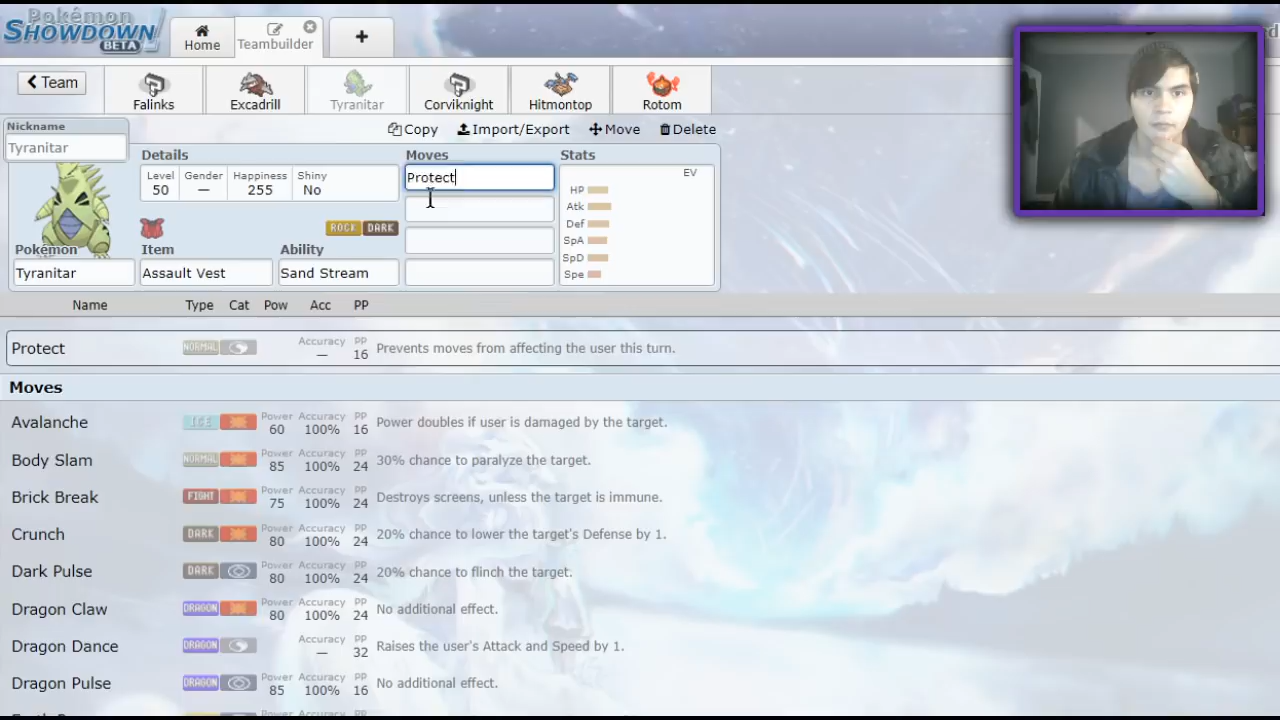 Pokémon
SHOWDOWN
BETA
Home
Teambuilder
+
Team
Falinks
Excadrill
Tyranitar
Corviknight
Hitmontop
Rotom
Nickname
Tyranitar
Copy
Import/Export
Move
Delete
Details
Level Gender Happiness Shiny
50 — 255 No
ROCK DARK
Pokémon Item Ability
Tyranitar Assault Vest Sand Stream
Moves
Protect
Stats
EV
HP
Atk
Def
SpA
SpD
Spe
Name Type Cat Pow Acc PP
Protect NORMAL Accuracy — PP 16 Prevents moves from affecting the user this turn.
Moves
Avalanche ICE Power 60 Accuracy 100% PP 16 Power doubles if user is damaged by the target.
Body Slam NORMAL Power 85 Accuracy 100% PP 24 30% chance to paralyze the target.
Brick Break FIGHT Power 75 Accuracy 100% PP 24 Destroys screens, unless the target is immune.
Crunch DARK Power 80 Accuracy 100% PP 24 20% chance to lower the target's Defense by 1.
Dark Pulse DARK Power 80 Accuracy 100% PP 24 20% chance to flinch the target.
Dragon Claw DRAGON Power 80 Accuracy 100% PP 24 No additional effect.
Dragon Dance DRAGON Accuracy — PP 32 Raises the user's Attack and Speed by 1.
Dragon Pulse DRAGON Power 85 Accuracy 100% PP 16 No additional effect.